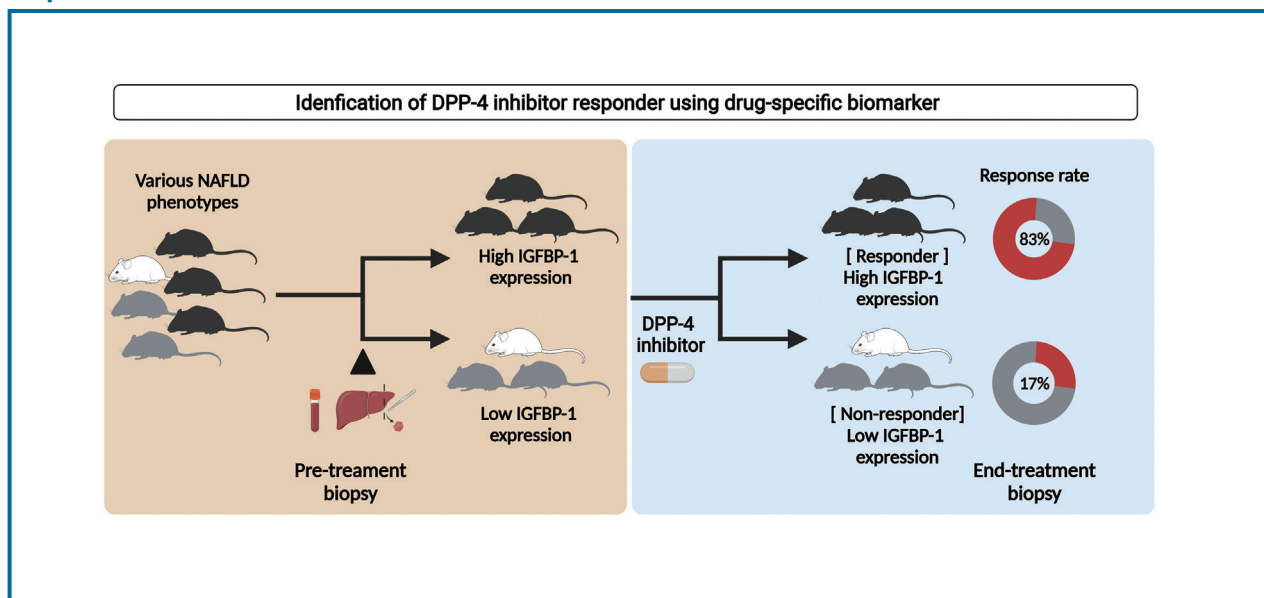 Idenfication of DPP-4 inhibitor responder using drug-specific biomarker
Various NAFLD
phenotypes
High IGFBP-1
expression
Low IGFBP-1
expression
Pre-treament
biopsy
DPP-4
inhibitor
[ Responder ]
High IGFBP-1
expression
[ Non-responder]
Low IGFBP-1
expression
Response rate
83%
17%
End-treatment
biopsy